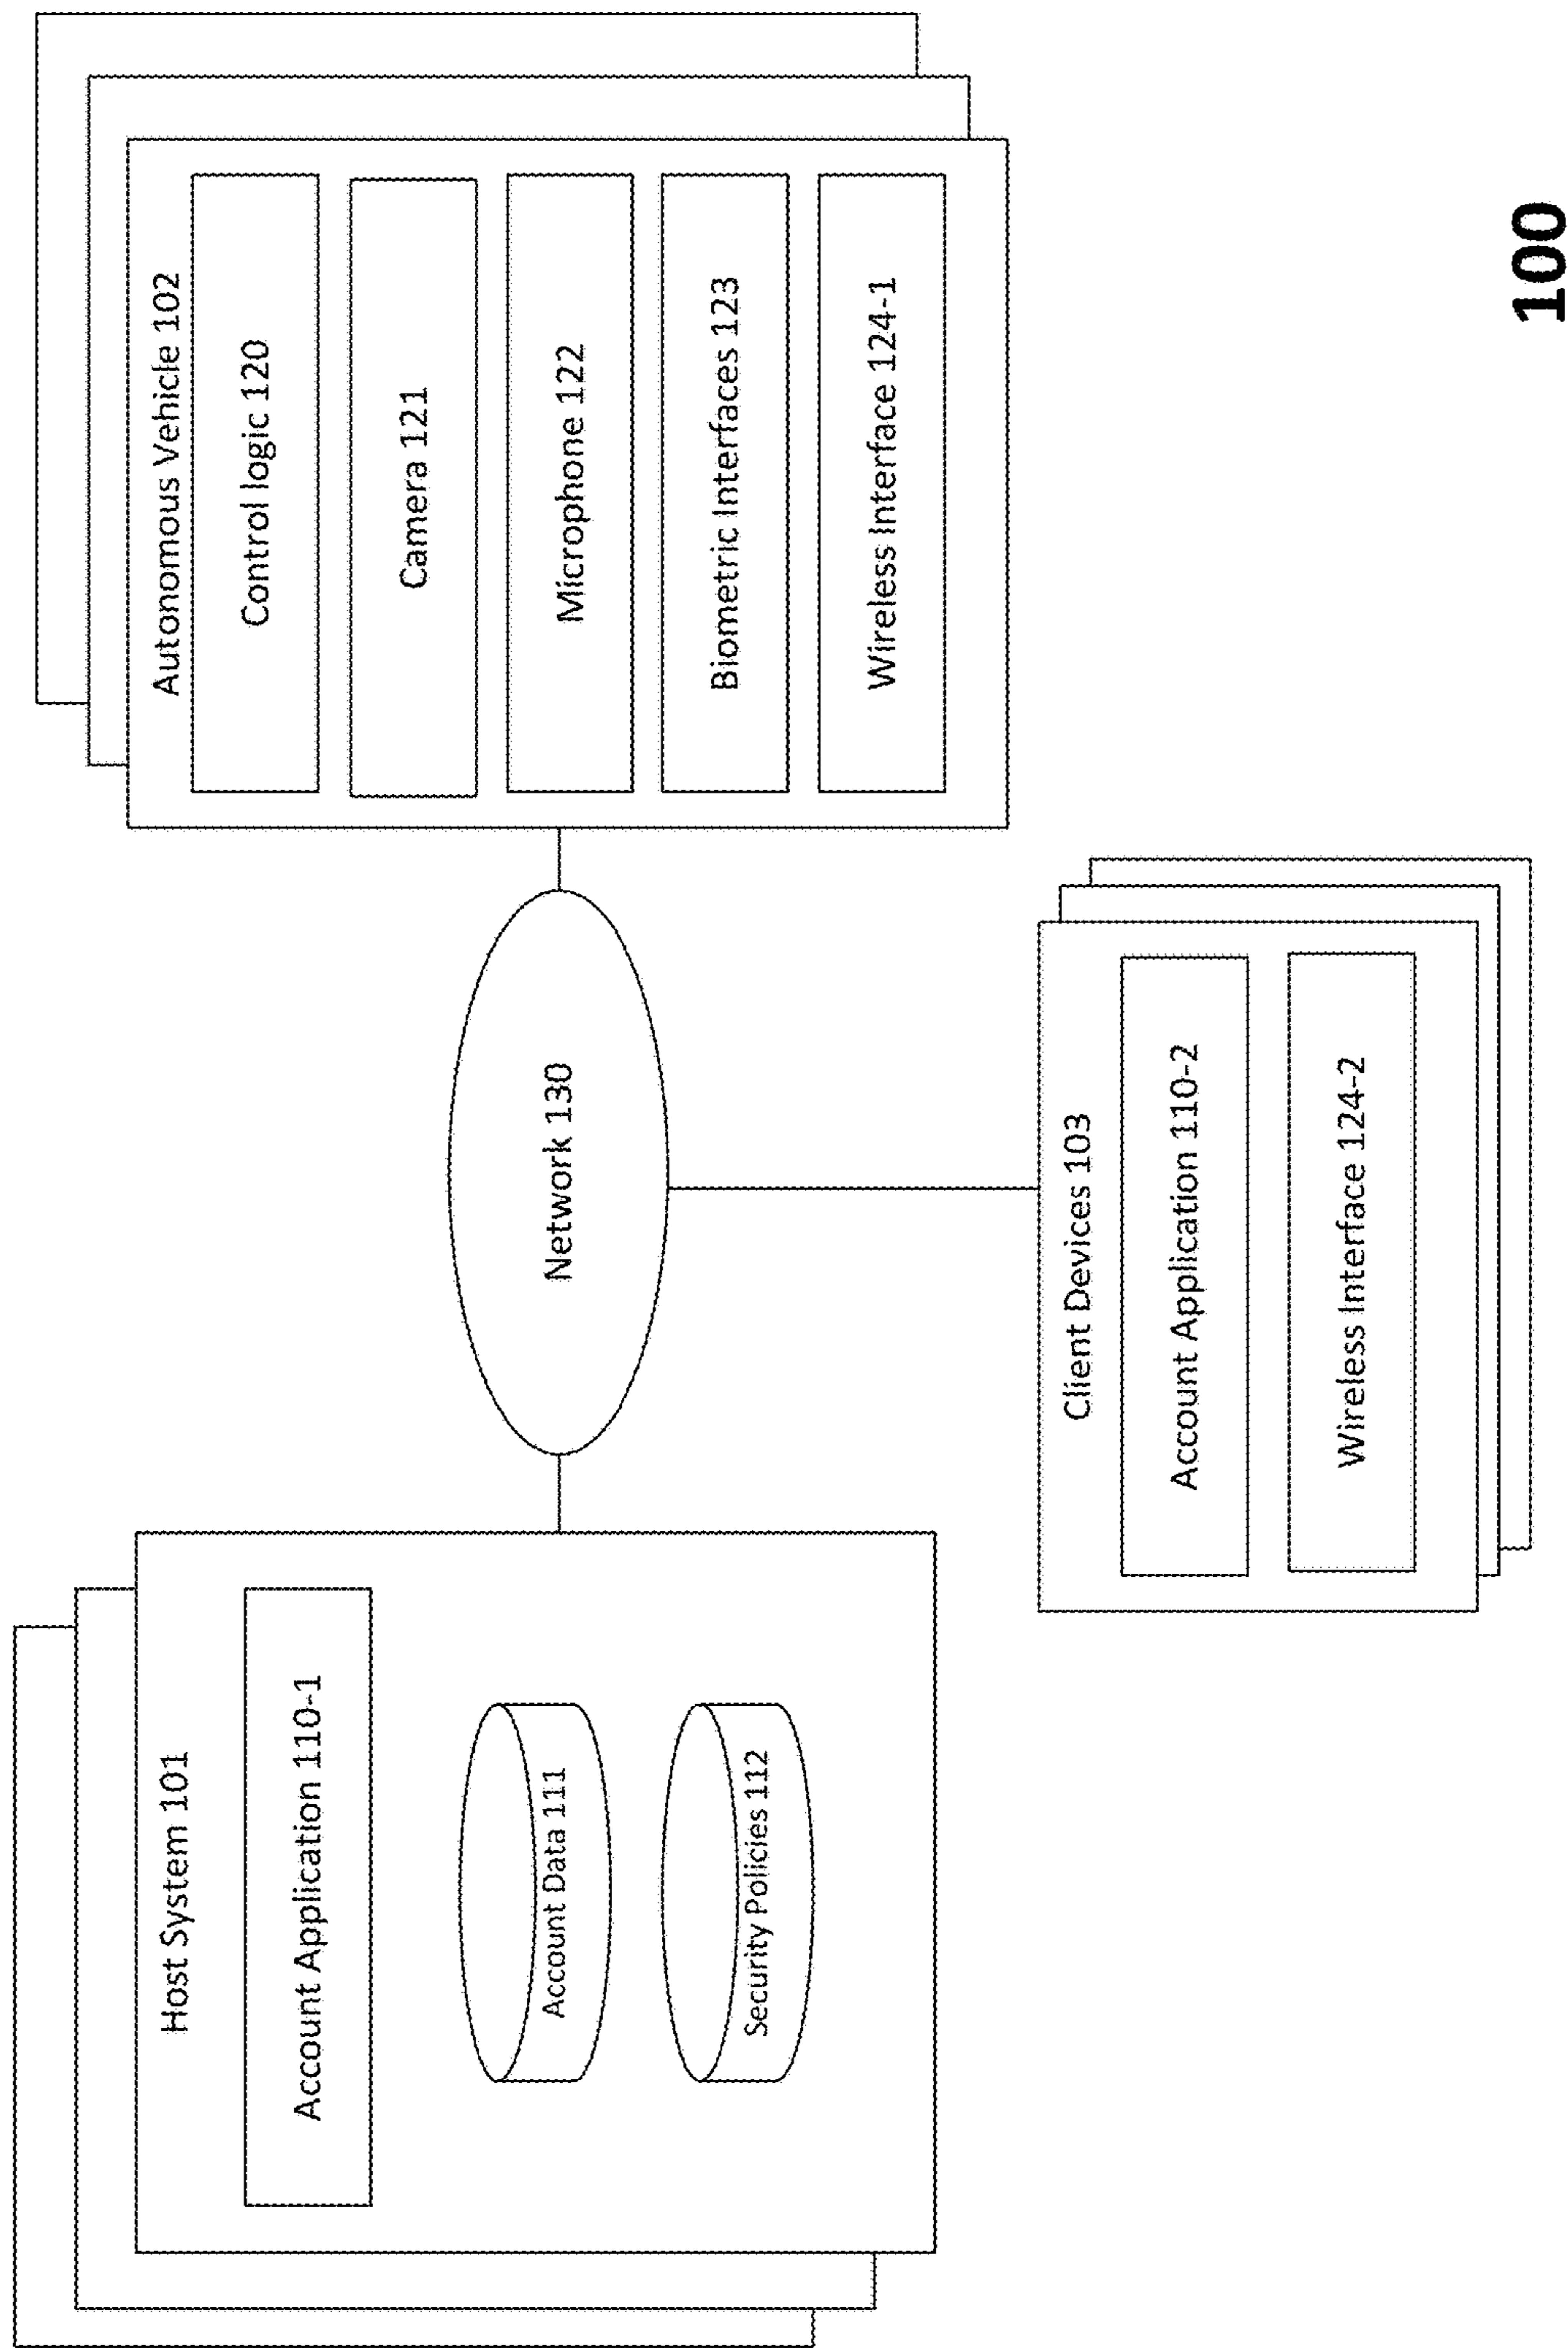 Host System 101
Account Application 110-1
Account Data 111
Security Policies 112
Network 130
Autonomous Vehicle 102
Control logic 120
Camera 121
Microphone 122
Biometric Interfaces 123
Wireless Interface 124-1
Client Devices 103
Account Application 110-2
Wireless Interface 124-2
100